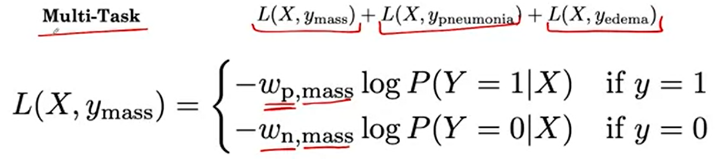 Multi-Task L(X, y_mass) + L(X, y_pneumonia) + L(X, y_edema)
L(X, y_mass) = { −w_p,mass log P(Y = 1|X) if y = 1
−w_n,mass log P(Y = 0|X) if y = 0